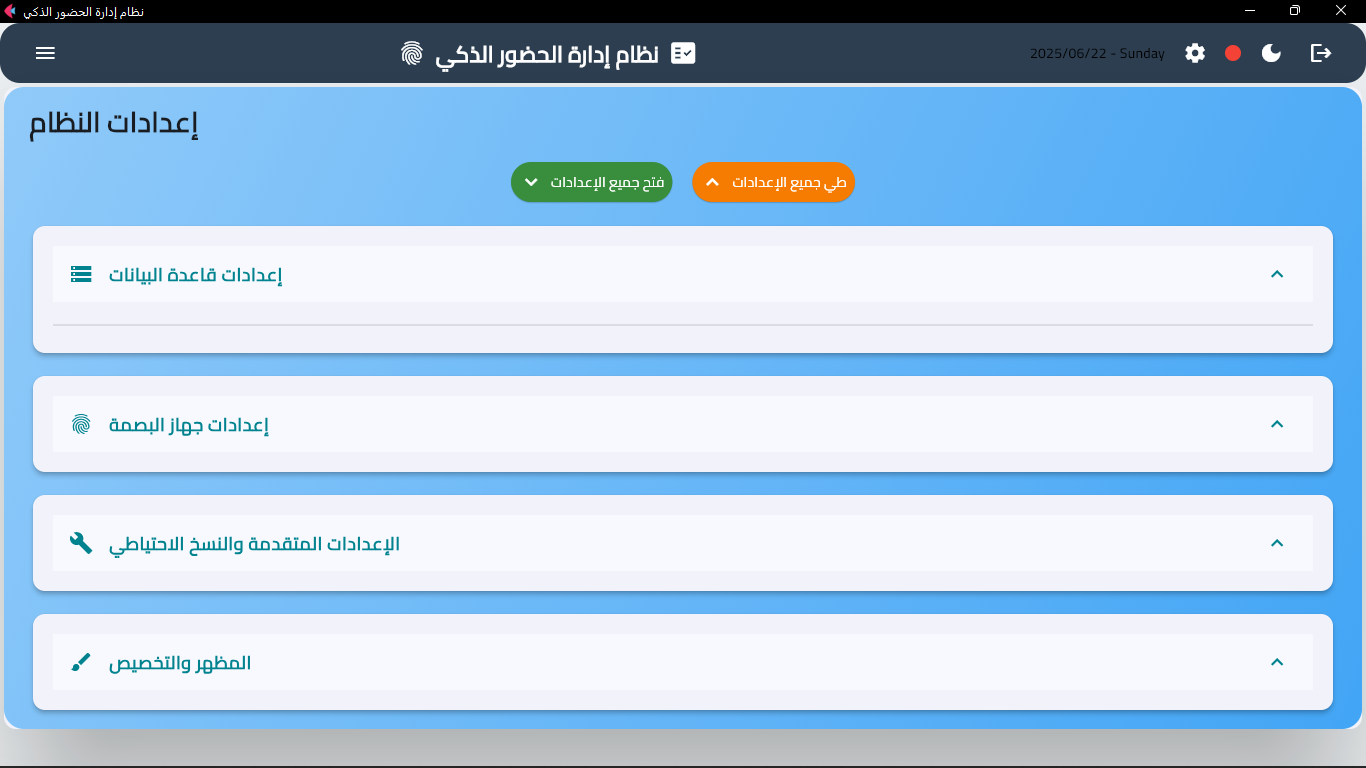 نظام إدارة الحضور الذكي
نظام إدارة الحضور الذكي
2025/06/22 - Sunday
إعدادات النظام
طي جميع الإعدادات
فتح جميع الإعدادات
إعدادات قاعدة البيانات
إعدادات جهاز البصمة
الإعدادات المتقدمة والنسخ الاحتياطي
المظهر والتخصيص